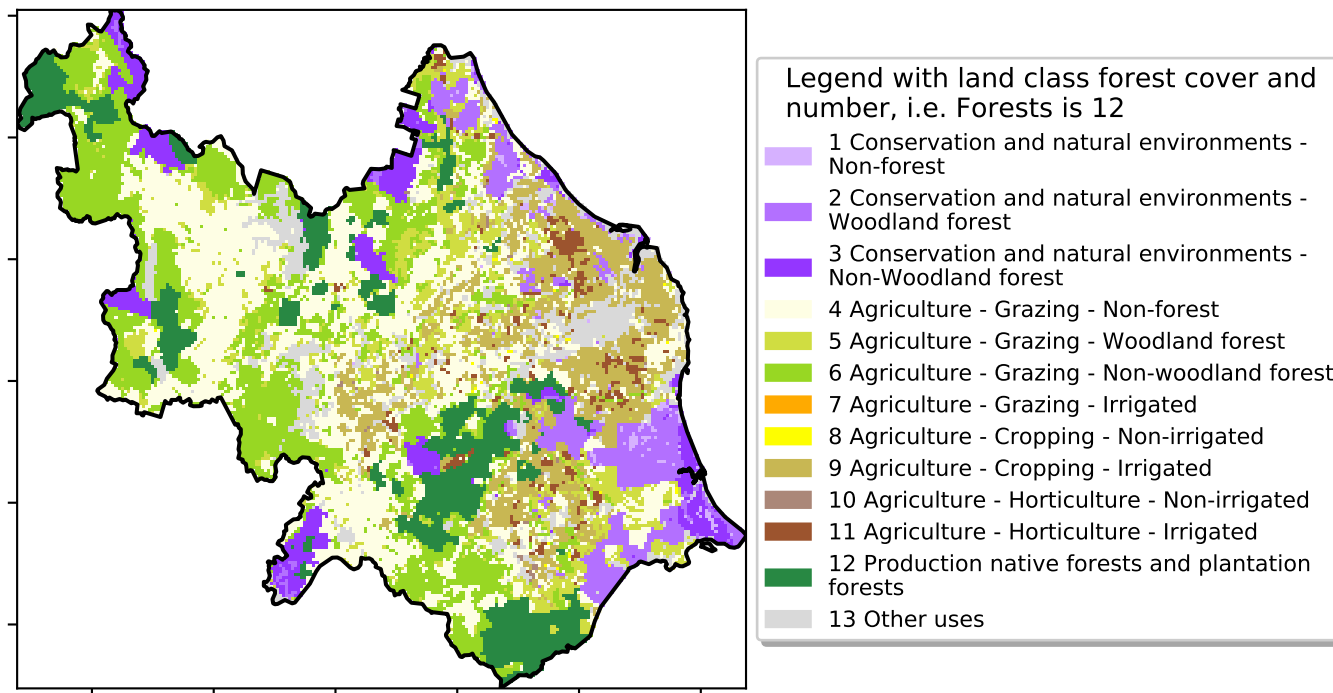 Legend with land class forest cover and
number, i.e. Forests is 12
1 Conservation and natural environments -
Non-forest
2 Conservation and natural environments -
Woodland forest
3 Conservation and natural environments -
Non-Woodland forest
4 Agriculture - Grazing - Non-forest
5 Agriculture - Grazing - Woodland forest
6 Agriculture - Grazing - Non-woodland forest
7 Agriculture - Grazing - Irrigated
8 Agriculture - Cropping - Non-irrigated
9 Agriculture - Cropping - Irrigated
10 Agriculture - Horticulture - Non-irrigated
11 Agriculture - Horticulture - Irrigated
12 Production native forests and plantation
forests
13 Other uses